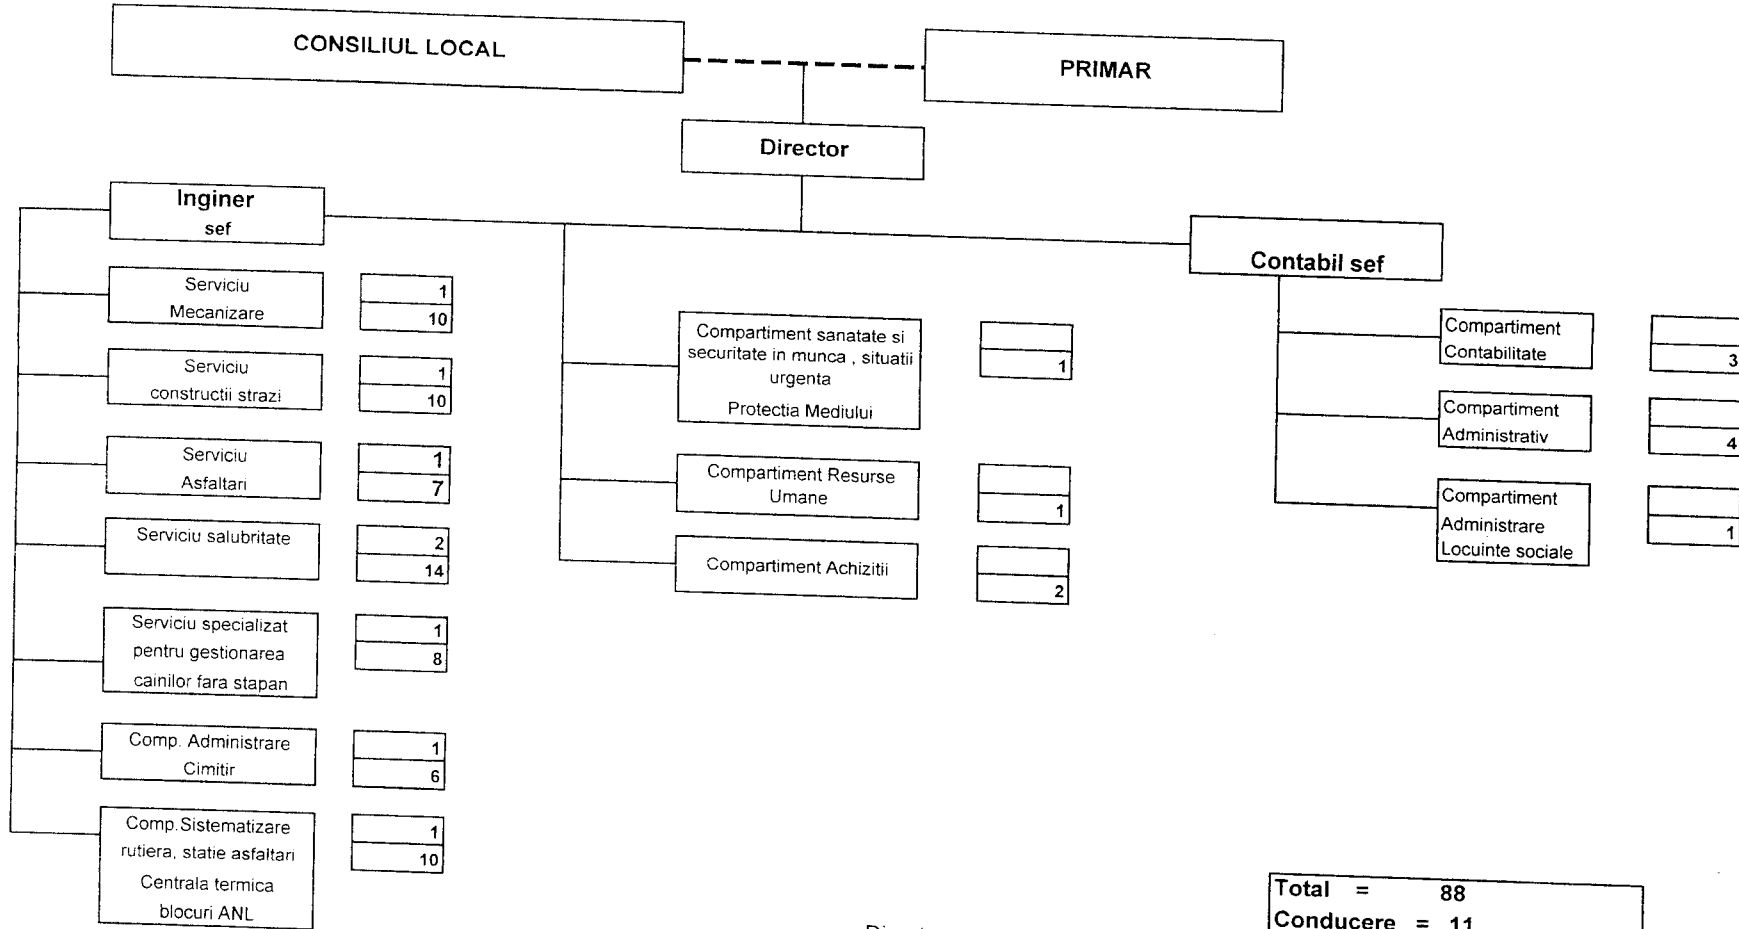 CONSILIUL LOCAL
PRIMAR
Director
Inginer
sef
Contabil sef
Serviciu
Mecanizare
1
10
Serviciu
constructii strazi
1
10
Serviciu
Asfaltari
1
7
Serviciu salubritate
2
14
Serviciu specializat
pentru gestionarea
cainilor fara stapan
1
8
Comp. Administrare
Cimitir
1
6
Comp.Sistematizare
rutiera, statie asfaltari
Centrala termica
blocuri ANL
1
10
Compartiment sanatate si
securitate in munca , situatii
urgenta
Protectia Mediului
1
Compartiment Resurse
Umane
1
Compartiment Achizitii
2
Compartiment
Contabilitate
3
Compartiment
Administrativ
4
Compartiment
Administrare
Locuinte sociale
1
Total = 88
Conducere = 11